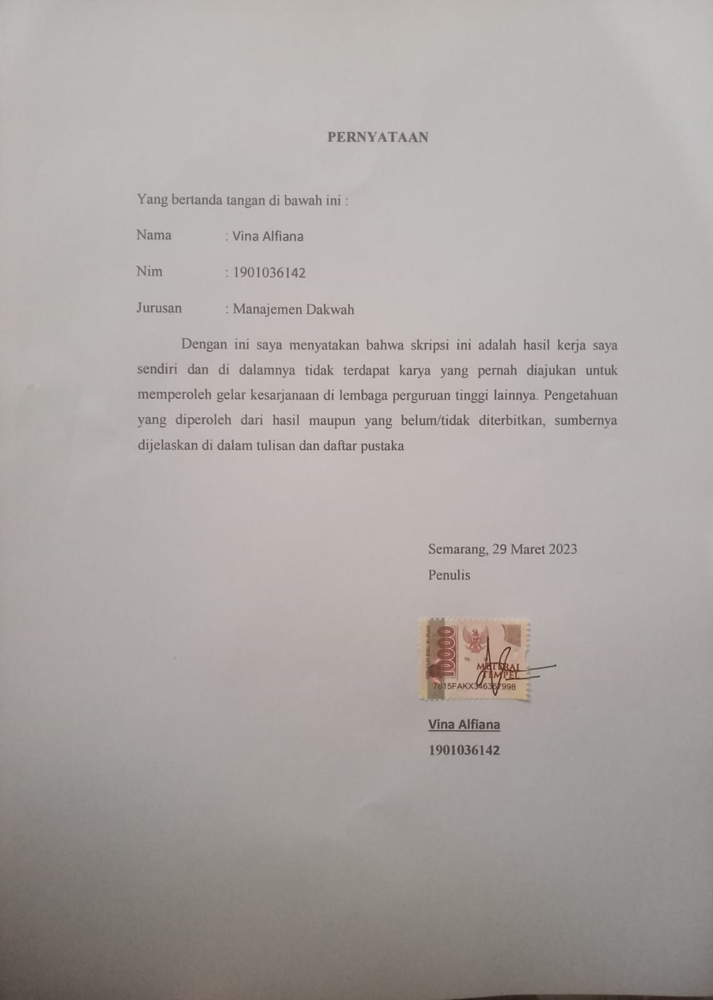 PERNYATAAN
Yang bertanda tangan di bawah ini :
Nama : Vina Alfiana
Nim : 1901036142
Jurusan : Manajemen Dakwah
Dengan ini saya menyatakan bahwa skripsi ini adalah hasil kerja saya
sendiri dan di dalamnya tidak terdapat karya yang pernah diajukan untuk
memperoleh gelar kesarjanaan di lembaga perguruan tinggi lainnya. Pengetahuan
yang diperoleh dari hasil maupun yang belum/tidak diterbitkan, sumbernya
dijelaskan di dalam tulisan dan daftar pustaka
Semarang, 29 Maret 2023
Penulis
10000
TGL
METERAI
TEMPEL
Vina Alfiana
1901036142